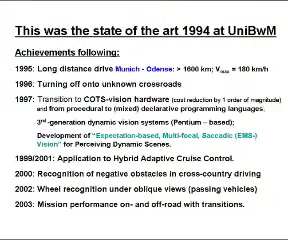 This was the state of the art 1994 at UniBwM
Achievements following:
1995: Long distance drive Munich - Odense: > 1600 km; Vmax = 180 km/h
1996: Turning off onto unknown crossroads
1997: Transition to COTS-vision hardware (cost reduction by 1 order of magnitude)
and from procedural to (mixed) declarative programming languages.
3rd -generation dynamic vision systems (Pentium – based);
Development of "Expectation-based, Multi-focal, Saccadic (EMS-)
Vision" for Perceiving Dynamic Scenes.
1999/2001: Application to Hybrid Adaptive Cruise Control.
2000: Recognition of negative obstacles in cross-country driving
2002: Wheel recognition under oblique views (passing vehicles)
2003: Mission performance on- and off-road with transitions.